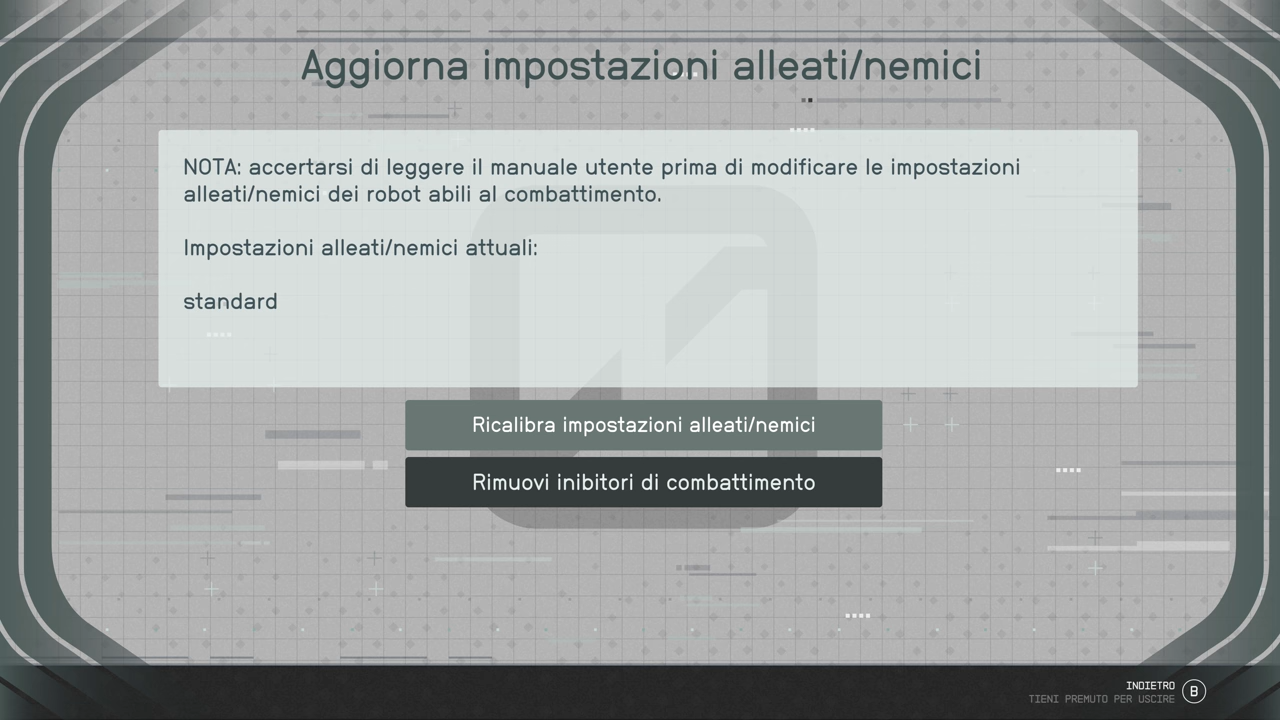 Aggiorna impostazioni alleati/nemici
NOTA: accertarsi di leggere il manuale utente prima di modificare le impostazioni
alleati/nemici dei robot abili al combattimento.
Impostazioni alleati/nemici attuali:
standard
Ricalibra impostazioni alleati/nemici
Rimuovi inibitori di combattimento
INDIETRO
B
TIENI PREMUTO PER USCIRE